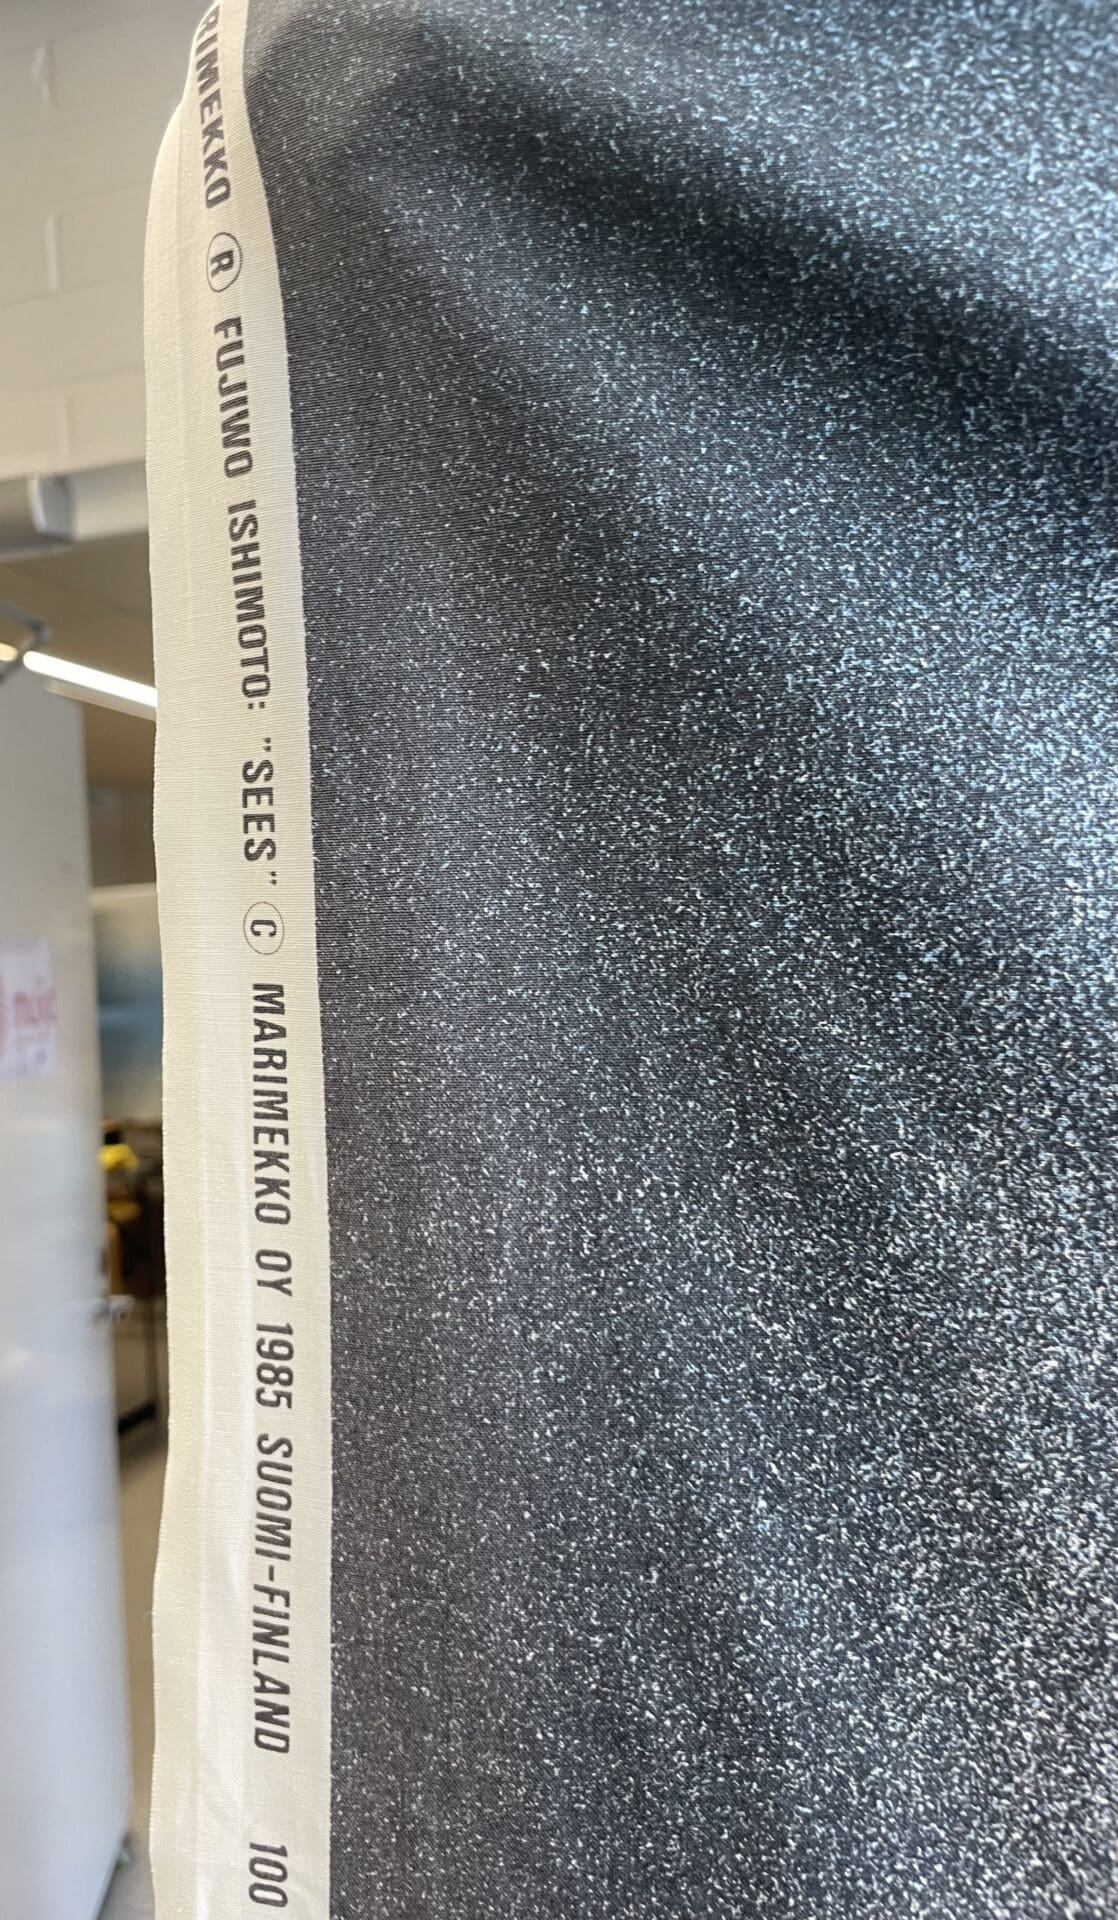 RIMEKKO Ⓡ FUJIWO ISHIMOTO: "SEES" Ⓒ MARIMEKKO OY 1985 SUOMI-FINLAND 100